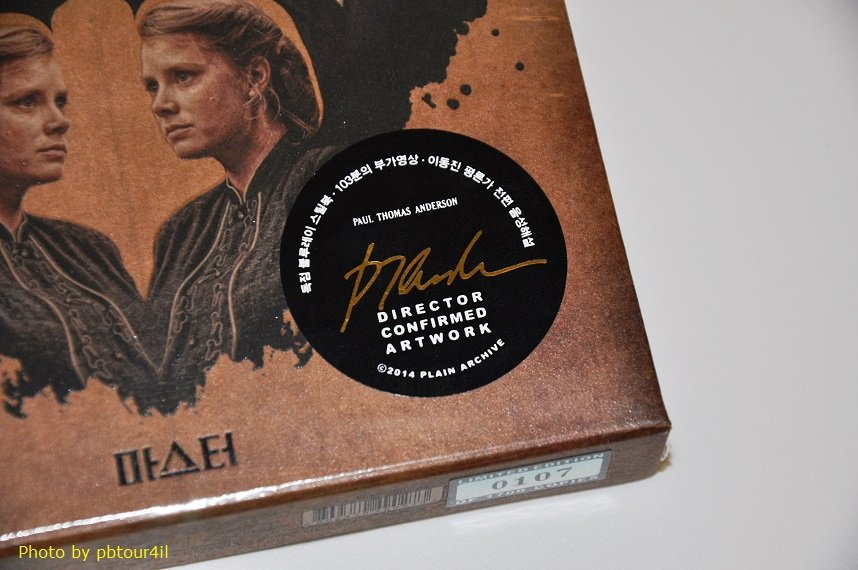 독점 블루레이 스틸북 · 103분의 부가영상 · 이동진 평론가 전편 음성해설
PAUL THOMAS ANDERSON
DIRECTOR
CONFIRMED
ARTWORK
©2014 PLAIN ARCHIVE
마스터
LIMITED EDITION
0107
Photo by pbtour4il